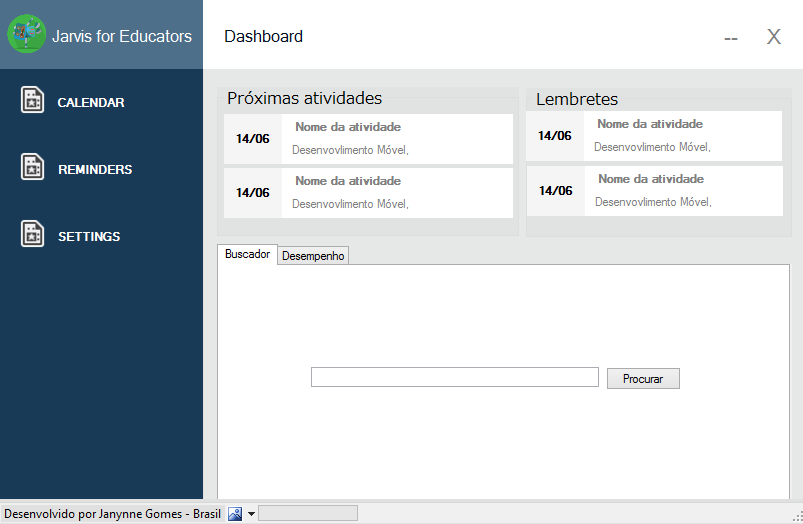 Jarvis for Educators
Dashboard
--
X
CALENDAR
REMINDERS
SETTINGS
Próximas atividades
14/06
Nome da atividade
Desenvovlimento Móvel,
14/06
Nome da atividade
Desenvovlimento Móvel,
Lembretes
14/06
Nome da atividade
Desenvovlimento Móvel,
14/06
Nome da atividade
Desenvovlimento Móvel,
Buscador
Desempenho
Procurar
Desenvolvido por Janynne Gomes - Brasil